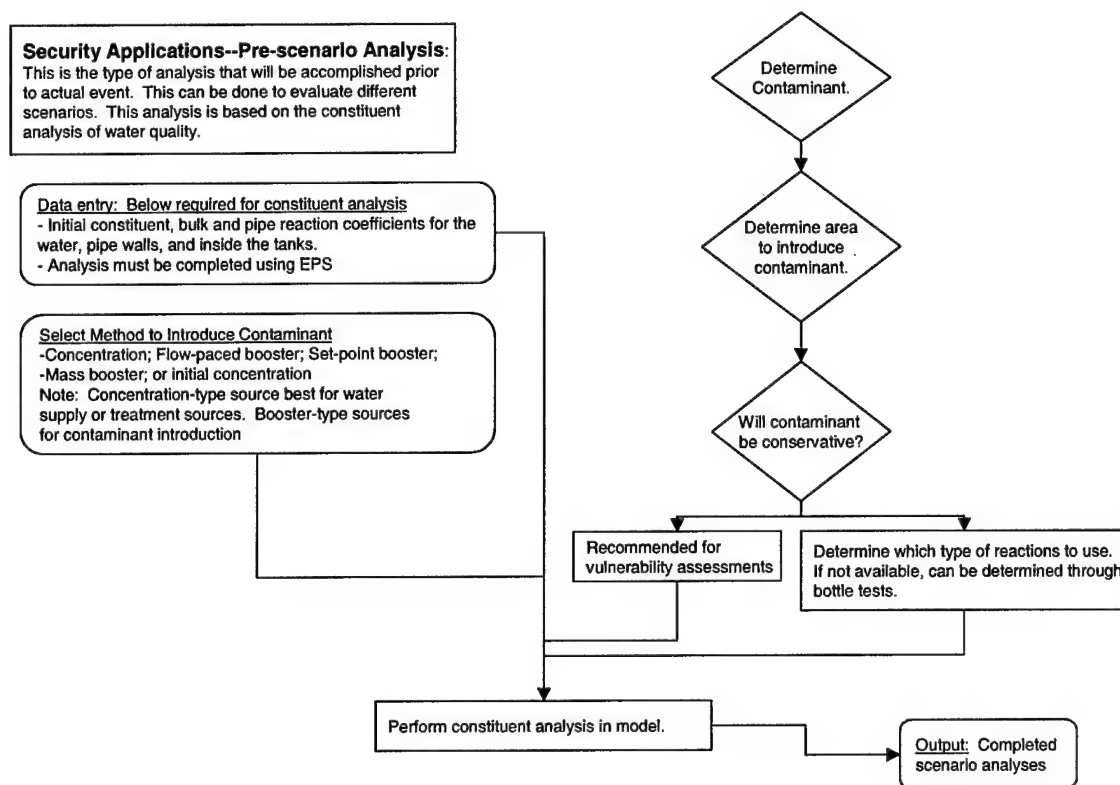 Security Applications--Pre-scenario Analysis:
This is the type of analysis that will be accomplished prior
to actual event. This can be done to evaluate different
scenarios. This analysis is based on the constituent
analysis of water quality.
Data entry: Below required for constituent analysis
- Initial constituent, bulk and pipe reaction coefficients for the
water, pipe walls, and inside the tanks.
- Analysis must be completed using EPS
Select Method to Introduce Contaminant
-Concentration; Flow-paced booster; Set-point booster;
-Mass booster; or initial concentration
Note: Concentration-type source best for water
supply or treatment sources. Booster-type sources
for contaminant introduction
Determine
Contaminant.
Determine area
to introduce
contaminant.
Will contaminant
be conservative?
Recommended for
vulnerability assessments
Determine which type of reactions to use.
If not available, can be determined through
bottle tests.
Perform constituent analysis in model.
Output: Completed
scenario analyses